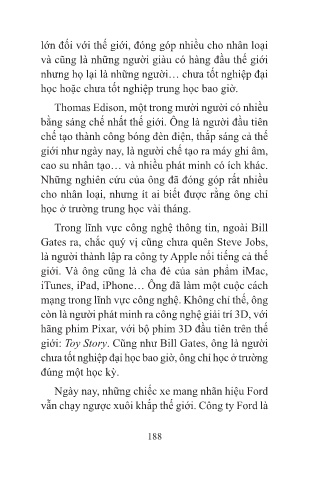 lớn đối với thế giới, đóng góp nhiều cho nhân loại
và cũng là những người giàu có hàng đầu thế giới
nhưng họ lại là những người… chưa tốt nghiệp đại
học hoặc chưa tốt nghiệp trung học bao giờ.
Thomas Edison, một trong mười người có nhiều
bằng sáng chế nhất thế giới. Ông là người đầu tiên
chế tạo thành công bóng đèn điện, thắp sáng cả thế
giới như ngày nay, là người chế tạo ra máy ghi âm,
cao su nhân tạo… và nhiều phát minh có ích khác.
Những nghiên cứu của ông đã đóng góp rất nhiều
cho nhân loại, nhưng ít ai biết được rằng ông chỉ
học ở trường trung học vài tháng.
Trong lĩnh vực công nghệ thông tin, ngoài Bill
Gates ra, chắc quý vị cũng chưa quên Steve Jobs,
là người thành lập ra công ty Apple nổi tiếng cả thế
giới. Và ông cũng là cha đẻ của sản phẩm iMac,
iTunes, iPad, iPhone… Ông đã làm một cuộc cách
mạng trong lĩnh vực công nghệ. Không chỉ thế, ông
còn là người phát minh ra công nghệ giải trí 3D, với
hãng phim Pixar, với bộ phim 3D đầu tiên trên thế
giới: Toy Story. Cũng như Bill Gates, ông là người
chưa tốt nghiệp đại học bao giờ, ông chỉ học ở trường
đúng một học kỳ.
Ngày nay, những chiếc xe mang nhãn hiệu Ford
vẫn chạy ngược xuôi khắp thế giới. Công ty Ford là
188